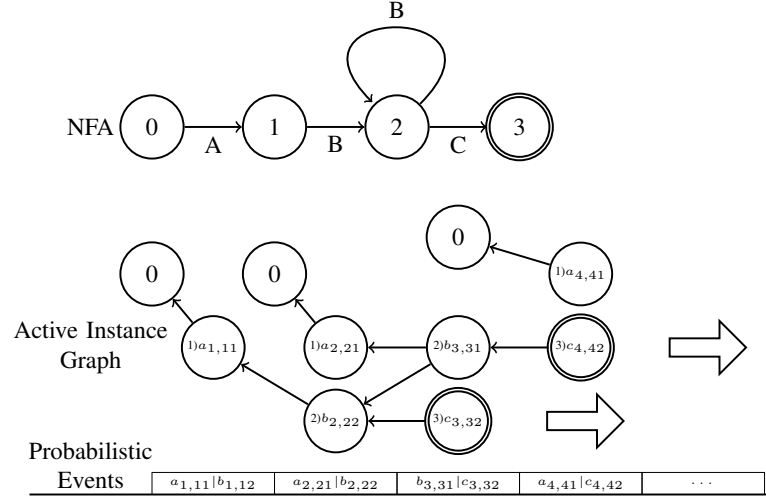 B
NFA 0 1 2 3
A B C
0
0 0 1)a4,41
Active Instance
Graph
1)a1,11 1)a2,21 2)b3,31 3)c4,42
2)b2,22 3)c3,32
Probabilistic
Events
a1,11|b1,12 a2,21|b2,22 b3,31|c3,32 a4,41|c4,42 ...